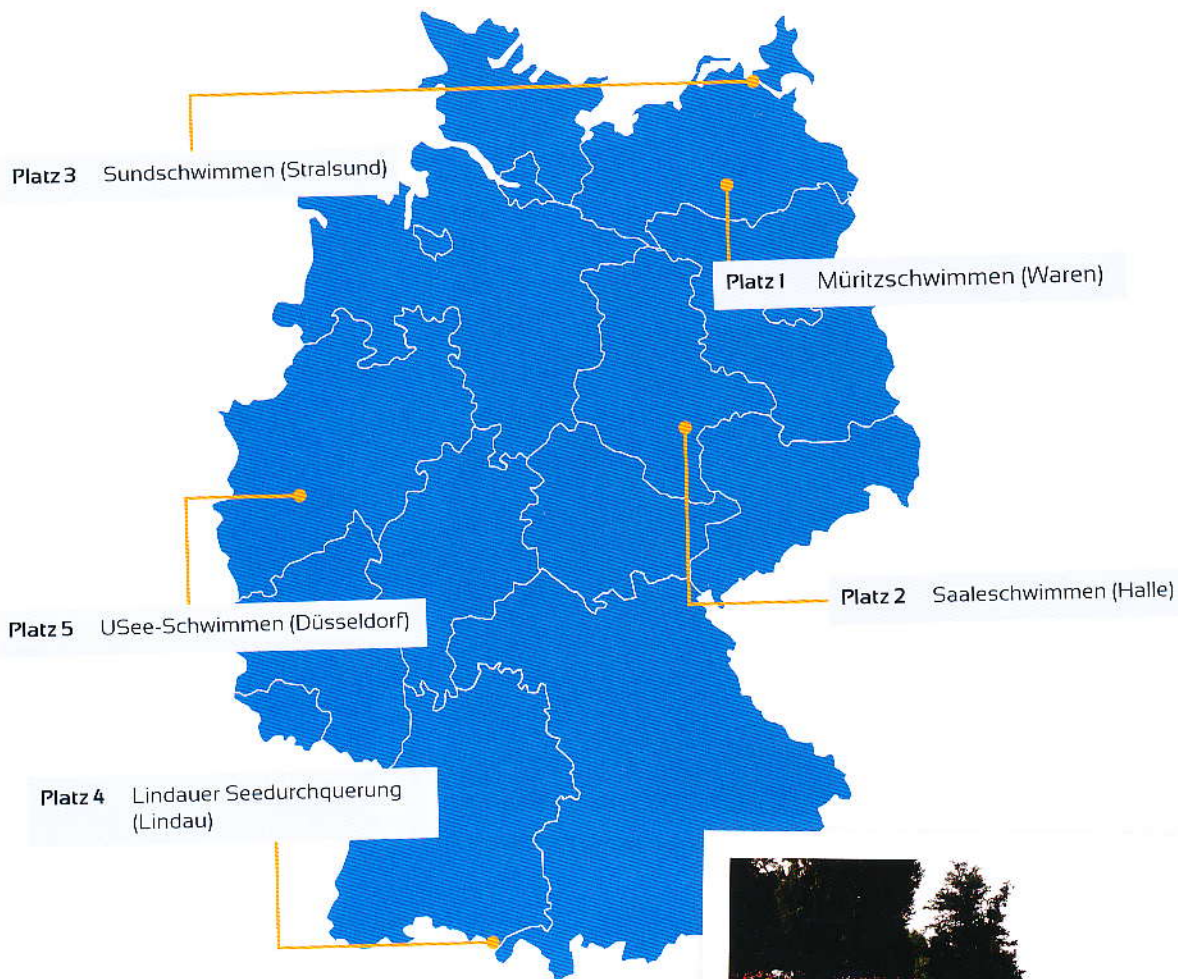 Platz 3 Sundschwimmen (Stralsund)
Platz 1 Müritzschwimmen (Waren)
Platz 2 Saaleschwimmen (Halle)
Platz 5 USee-Schwimmen (Düsseldorf)
Platz 4 Lindauer Seedurchquerung
(Lindau)